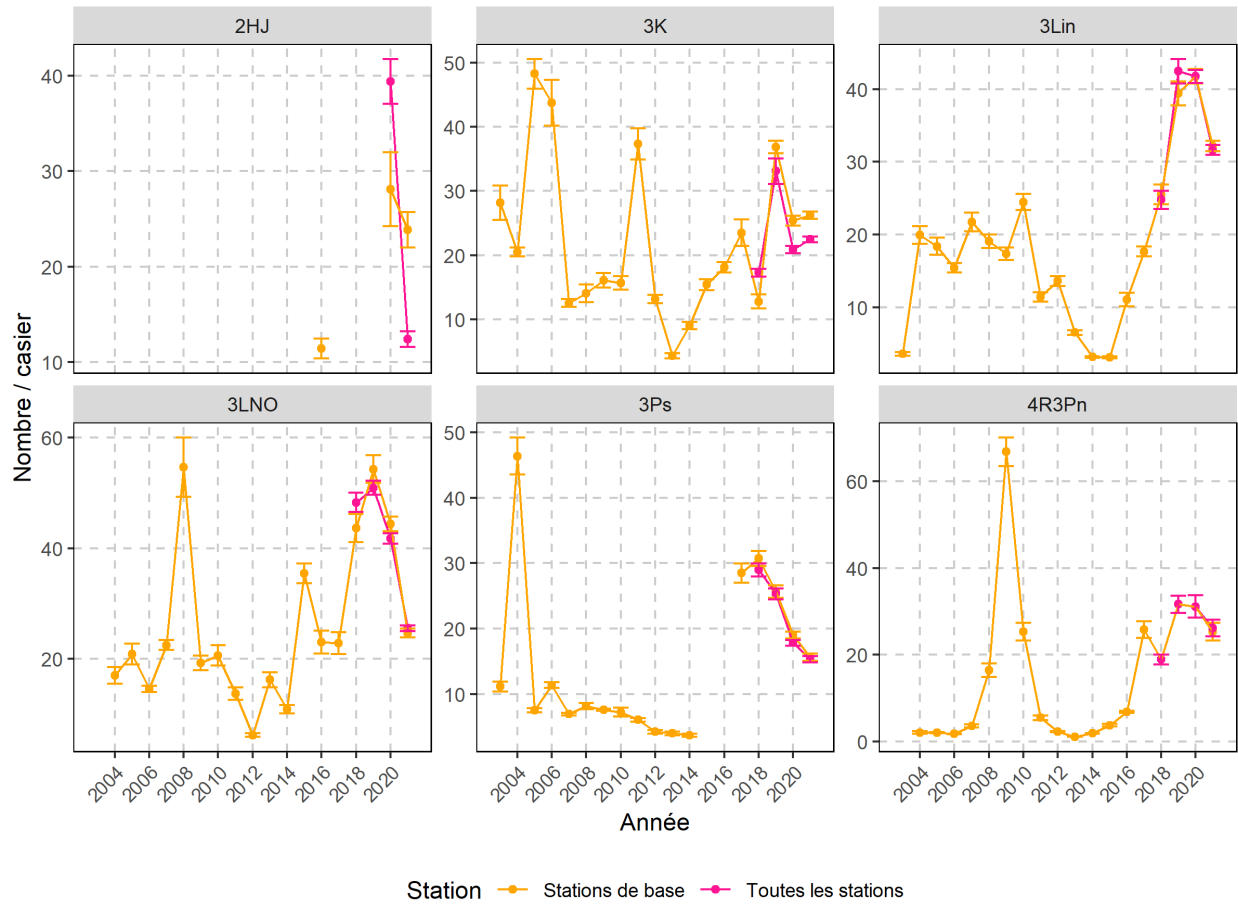 2HJ 3K 3Lin
40 30 20 10
50 40 30 20 10
40 30 20 10
3LNO 3Ps 4R3Pn
60 40 20
50 40 30 20 10
60 40 20 0
2004 2006 2008 2010 2012 2014 2016 2018 2020
2004 2006 2008 2010 2012 2014 2016 2018 2020
2004 2006 2008 2010 2012 2014 2016 2018 2020
Nombre / casier
Année
Station Stations de base Toutes les stations